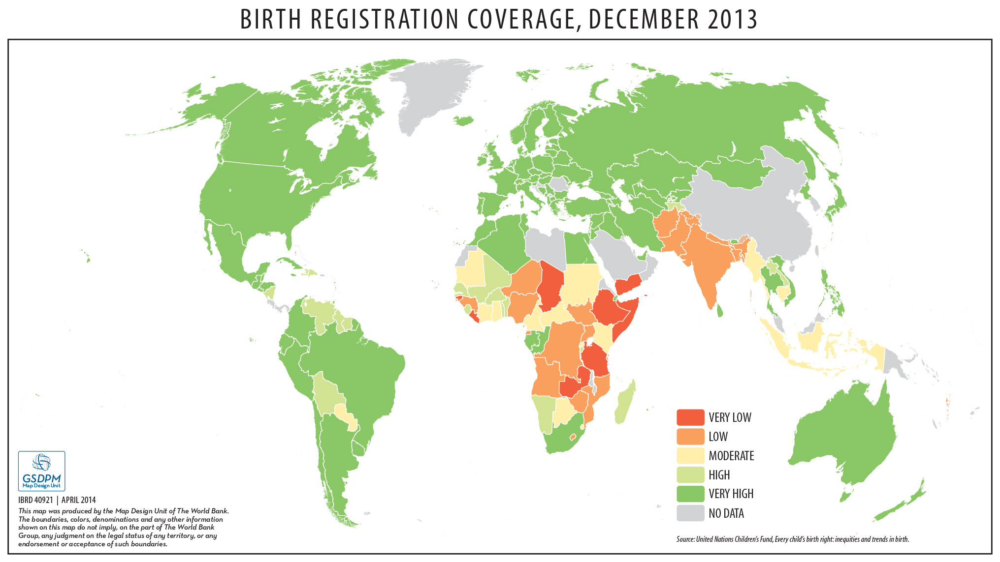 BIRTH REGISTRATION COVERAGE, DECEMBER 2013
VERY LOW
LOW
MODERATE
HIGH
VERY HIGH
NO DATA
GSDPM
Map Design Unit
IBRD 40921 | APRIL 2014
This map was produced by the Map Design Unit of The World Bank.
The boundaries, colors, denominations and any other information
shown on this map do not imply, on the part of The World Bank
Group, any judgment on the legal status of any territory, or any
endorsement or acceptance of such boundaries.
Source: United Nations Children's Fund, Every child's birth right: inequities and trends in birth.